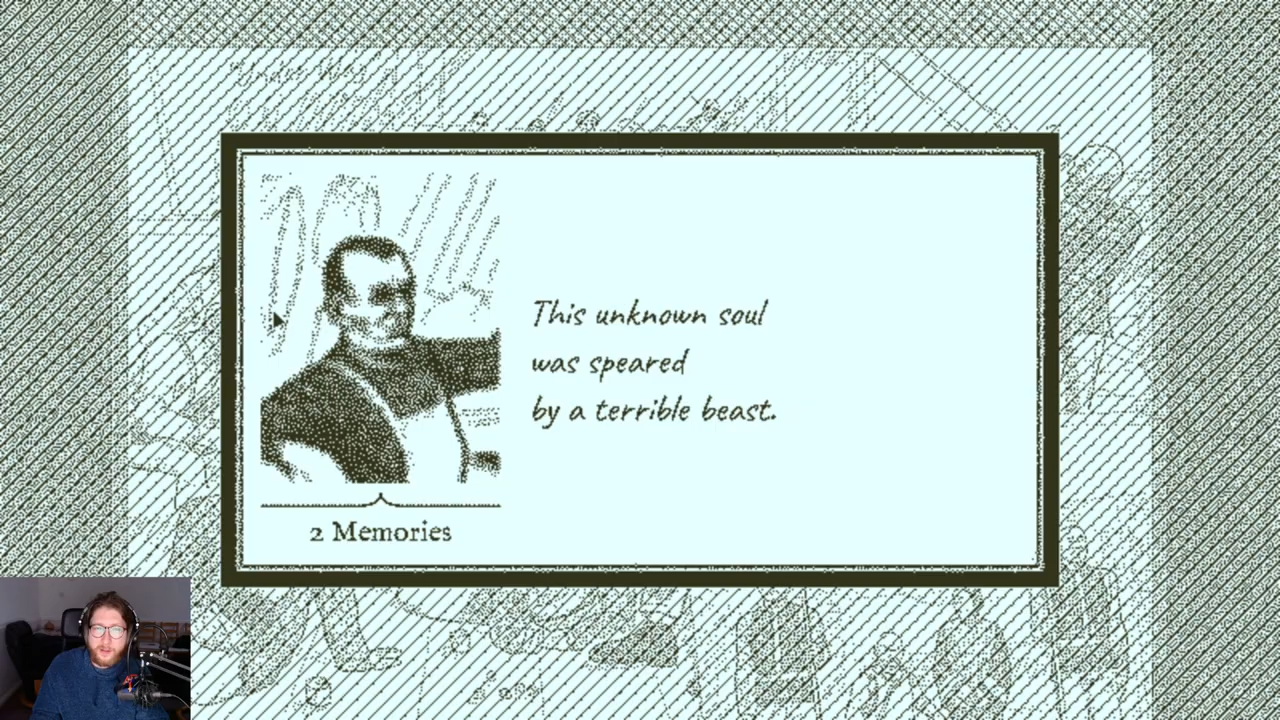 This unknown soul
was speared
by a terrible beast.
2 Memories